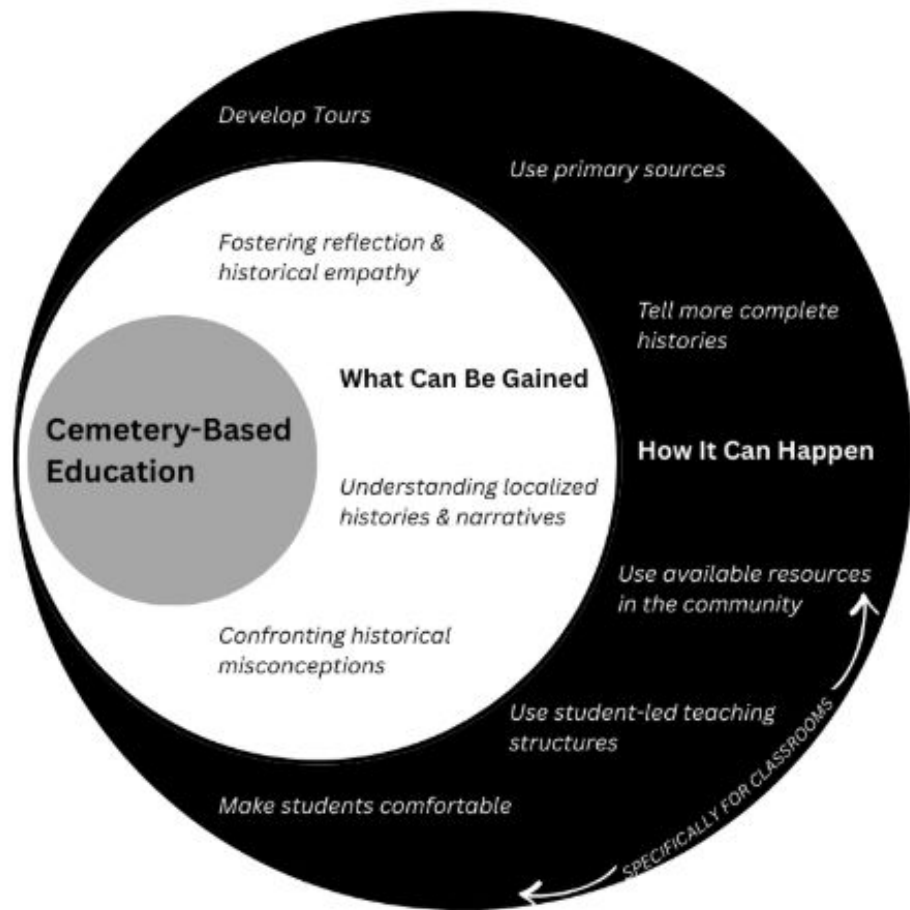 Develop Tours
Use primary sources
Fostering reflection &
historical empathy
Tell more complete
histories
What Can Be Gained
Cemetery-Based
Education
How It Can Happen
Understanding localized
histories & narratives
Use available resources
in the community
Confronting historical
misconceptions
Use student-led teaching
structures
Make students comfortable
SPECIFICALLY FOR CLASSROOMS